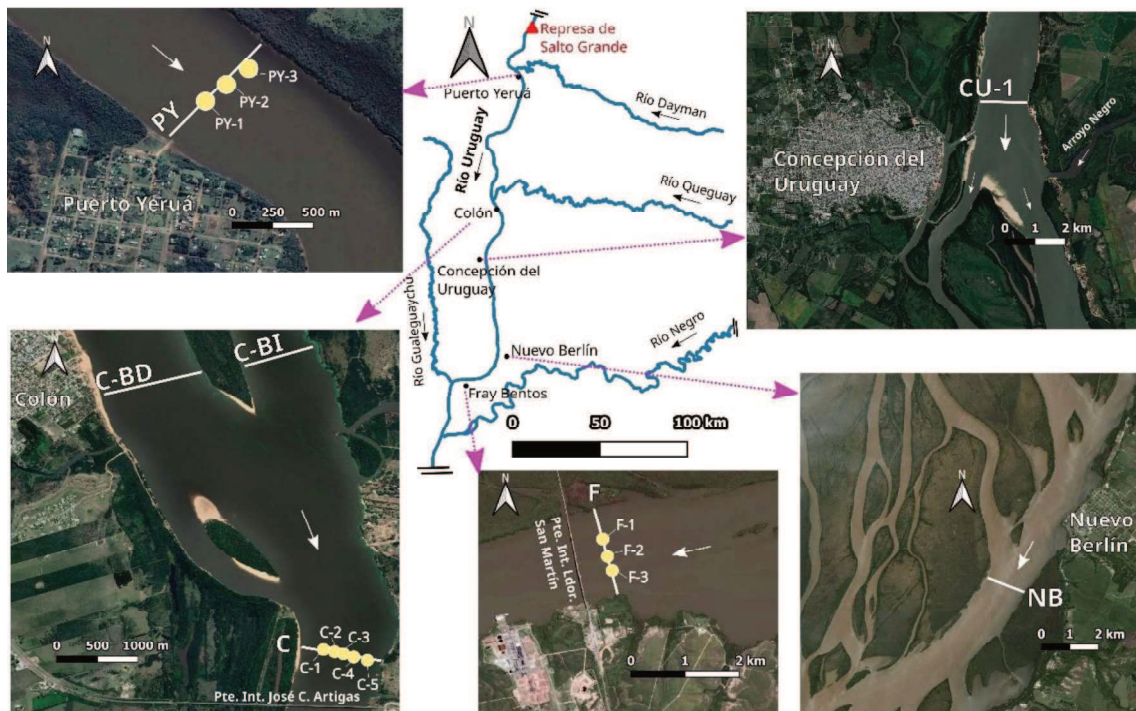 N
PY
PY-1
PY-2
PY-3
Puerto Yeruá
0 250 500 m
N
Represa de
Salto Grande
Puerto Yeruá
Río Dayman
Río Uruguay
Río Queguay
Colón
Concepción del
Uruguay
Río Gualeguaychú
Río Negro
Nuevo Berlín
Fray Bentos
0 50 100 km
N
CU-1
Arroyo Negro
Concepción del
Uruguay
0 1 2 km
N
C-BD
C-BI
Colón
C
C-1
C-2
C-3
C-4
C-5
0 500 1000 m
Pte. Int. José C. Artigas
N
F
F-1
F-2
F-3
Pte. Int. Ldor.
San Martín
0 1 2 km
N
Nuevo
Berlín
NB
0 1 2 km